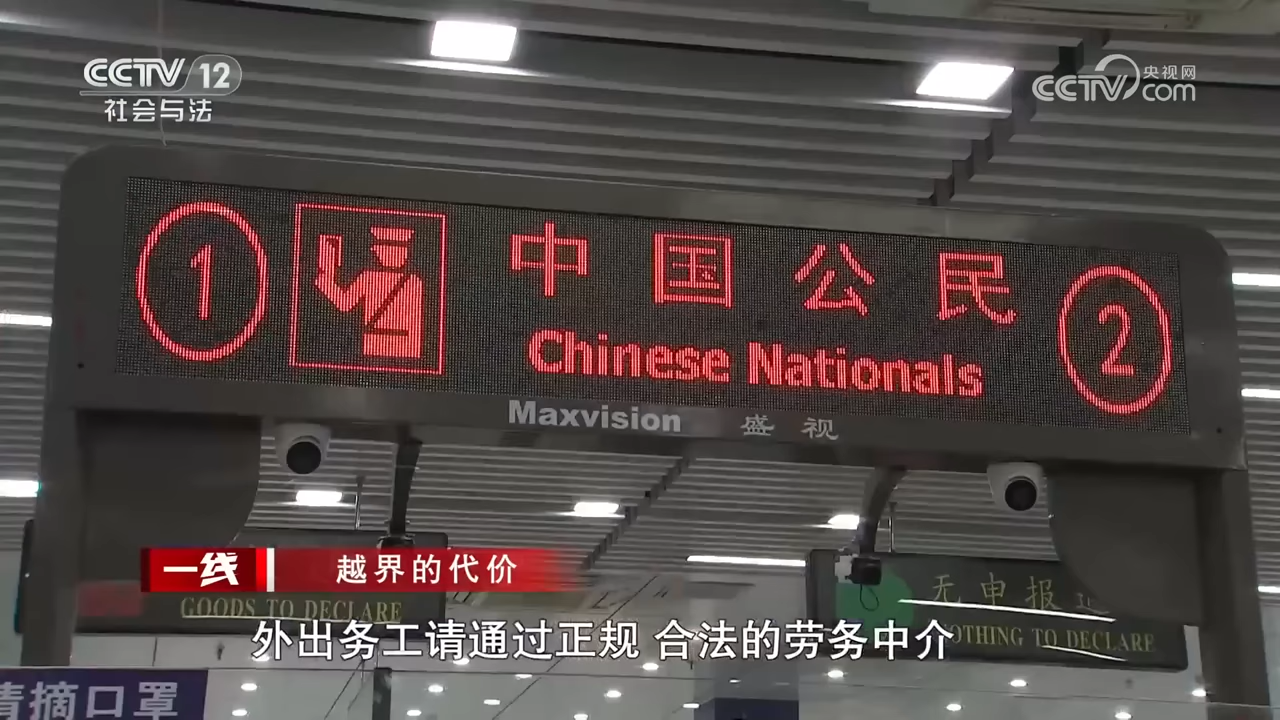 CCTV 12
社会与法
央视网
CCTV com
1
中国公民
Chinese Nationals
2
Maxvision 盛视
一线 越界的代价
GOODS TO DECLARE
无申报
NOTHING TO DECLARE
外出务工请通过正规 合法的劳务中介
请摘口罩